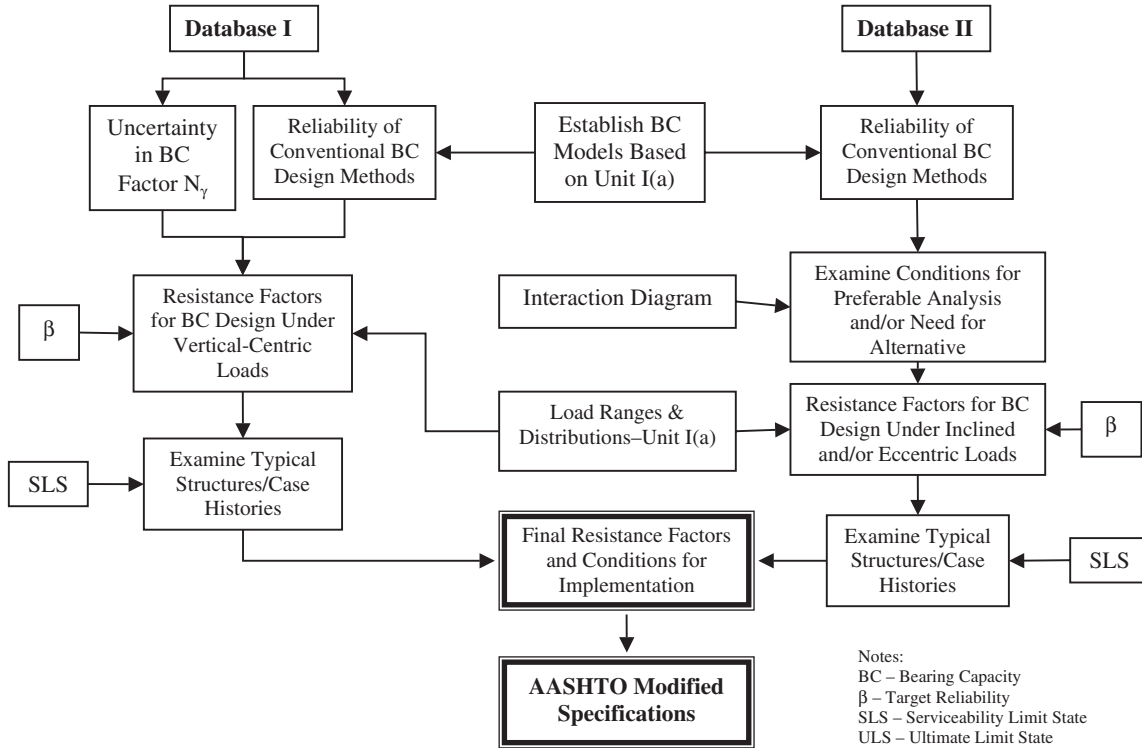 Database I
Database II
Uncertainty
in BC
Factor Nγ
Reliability of
Conventional BC
Design Methods
Establish BC
Models Based
on Unit I(a)
Reliability of
Conventional BC
Design Methods
Interaction Diagram
Examine Conditions for
Preferable Analysis
and/or Need for
Alternative
β
Resistance Factors
for BC Design Under
Vertical-Centric
Loads
Load Ranges &
Distributions–Unit I(a)
Resistance Factors for BC
Design Under Inclined
and/or Eccentric Loads
β
SLS
Examine Typical
Structures/Case
Histories
Final Resistance Factors
and Conditions for
Implementation
Examine Typical
Structures/Case
Histories
SLS
AASHTO Modified
Specifications
Notes:
BC – Bearing Capacity
β – Target Reliability
SLS – Serviceability Limit State
ULS – Ultimate Limit State